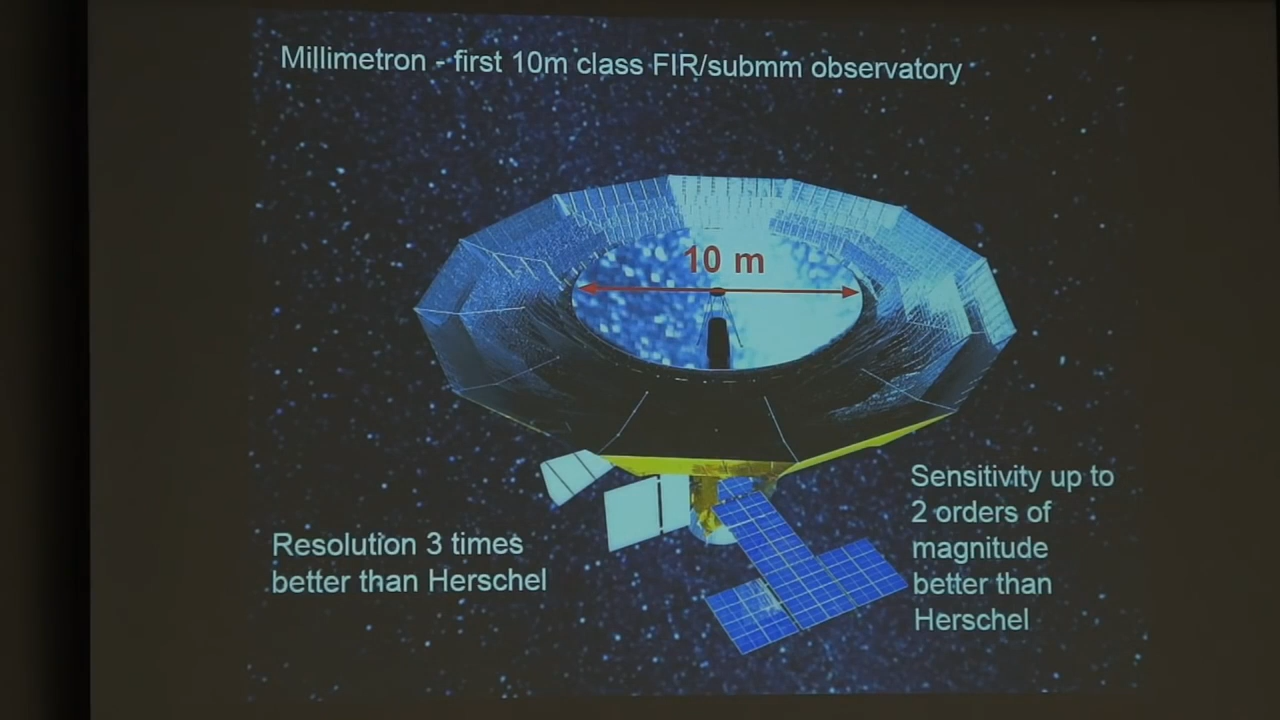 Millimetron - first 10m class FIR/submm observatory
10 m
Resolution 3 times
better than Herschel
Sensitivity up to
2 orders of
magnitude
better than
Herschel